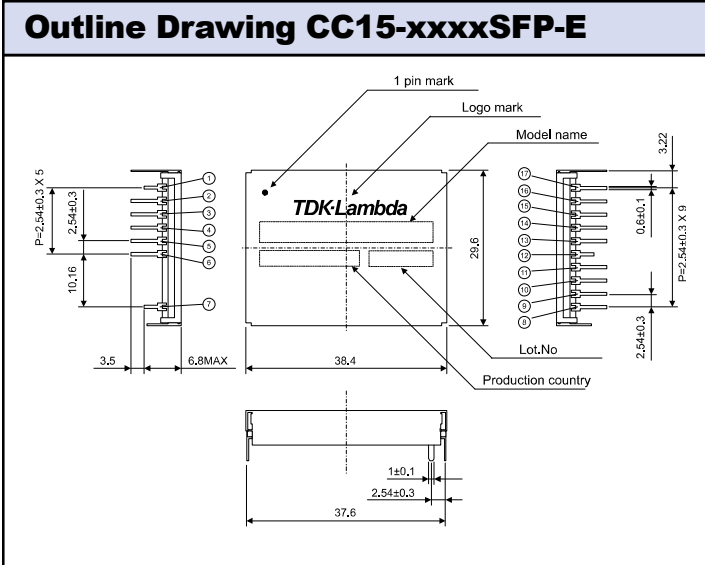 Outline Drawing CC15-xxxxSFP-E
1 pin mark
Logo mark
Model name
TDK·Lambda
Lot.No
Production country
P=2.54±0.3 X 5
2.54±0.3
10.16
1
2
3
4
5
6
7
3.5
6.8MAX
38.4
29.6
17
16
15
14
13
12
11
10
9
8
3.22
0.6±0.1
P=2.54±0.3 X 9
2.54±0.3
1±0.1
2.54±0.3
37.6